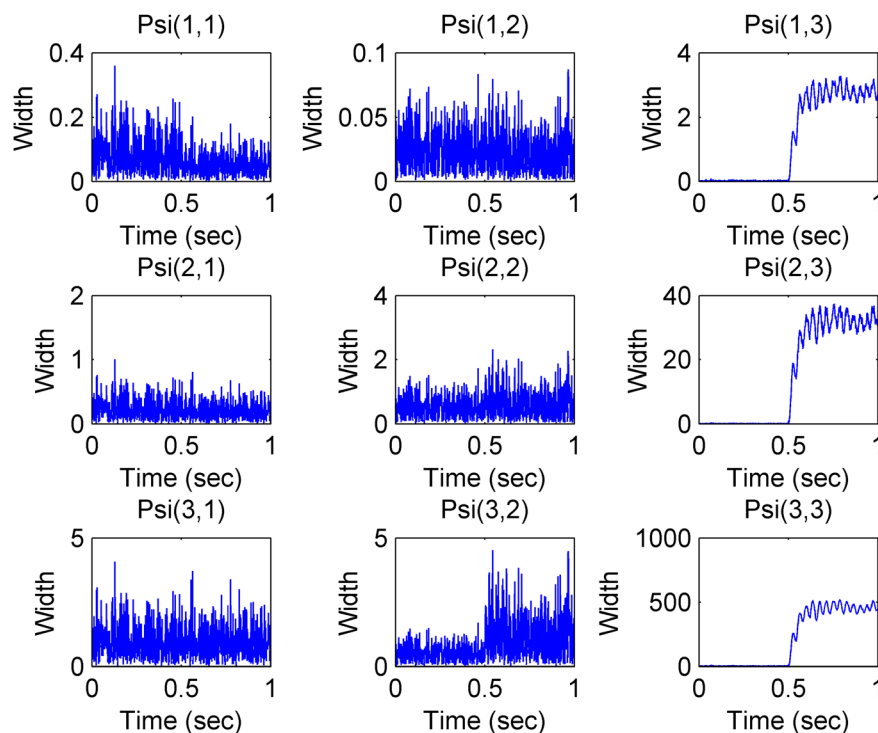 Psi(1,1) Psi(1,2) Psi(1,3)
0.4 0.1 4
Width Width Width
0.2 0.05 2
0 0 0
0 0.5 1 0 0.5 1 0 0.5 1
Time (sec) Time (sec) Time (sec)
Psi(2,1) Psi(2,2) Psi(2,3)
2 4 40
Width Width Width
1 2 20
0 0 0
0 0.5 1 0 0.5 1 0 0.5 1
Time (sec) Time (sec) Time (sec)
Psi(3,1) Psi(3,2) Psi(3,3)
5 5 1000
Width Width Width
500
0 0 0
0 0.5 1 0 0.5 1 0 0.5 1
Time (sec) Time (sec) Time (sec)